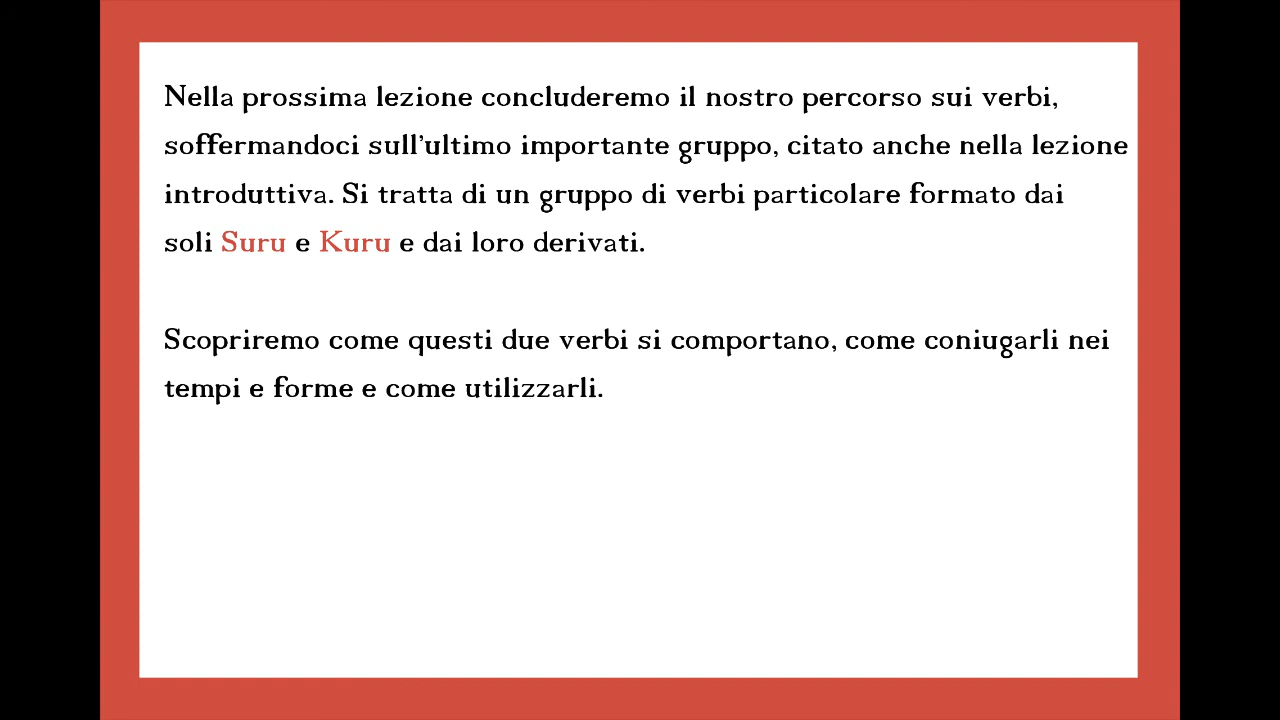 Nella prossima lezione concluderemo il nostro percorso sui verbi,
soffermandoci sull'ultimo importante gruppo, citato anche nella lezione
introduttiva. Si tratta di un gruppo di verbi particolare formato dai
soli Suru e Kuru e dai loro derivati.
Scopriremo come questi due verbi si comportano, come coniugarli nei
tempi e forme e come utilizzarli.